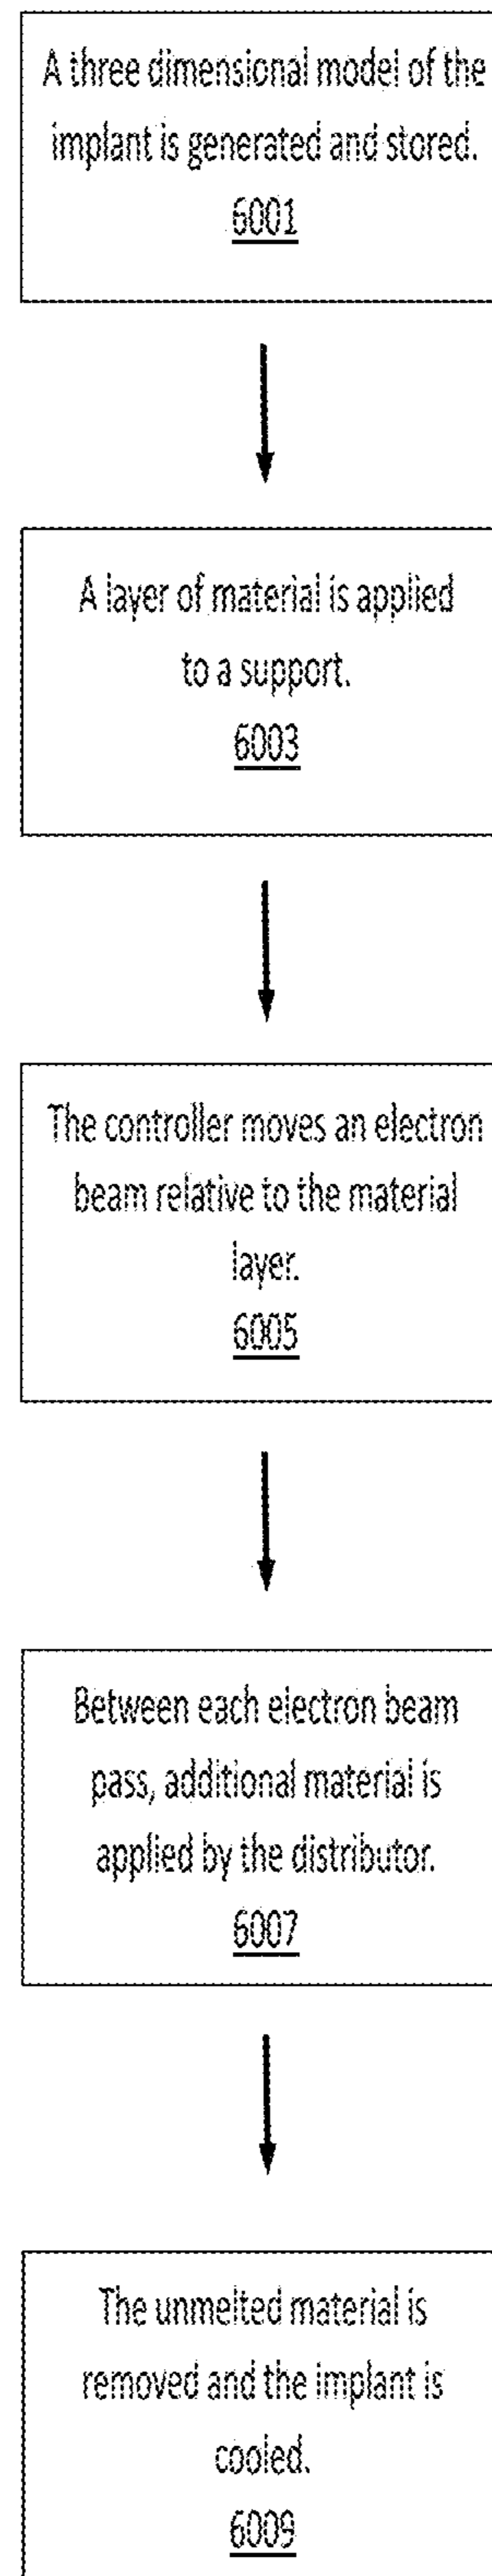 A three dimensional model of the
implant is generated and stored.
6001
A layer of material is applied
to a support.
6003
The controller moves an electron
beam relative to the material
layer.
6005
Between each electron beam
pass, additional material is
applied by the distributor.
6007
The unmelted material is
removed and the implant is
cooled.
6009